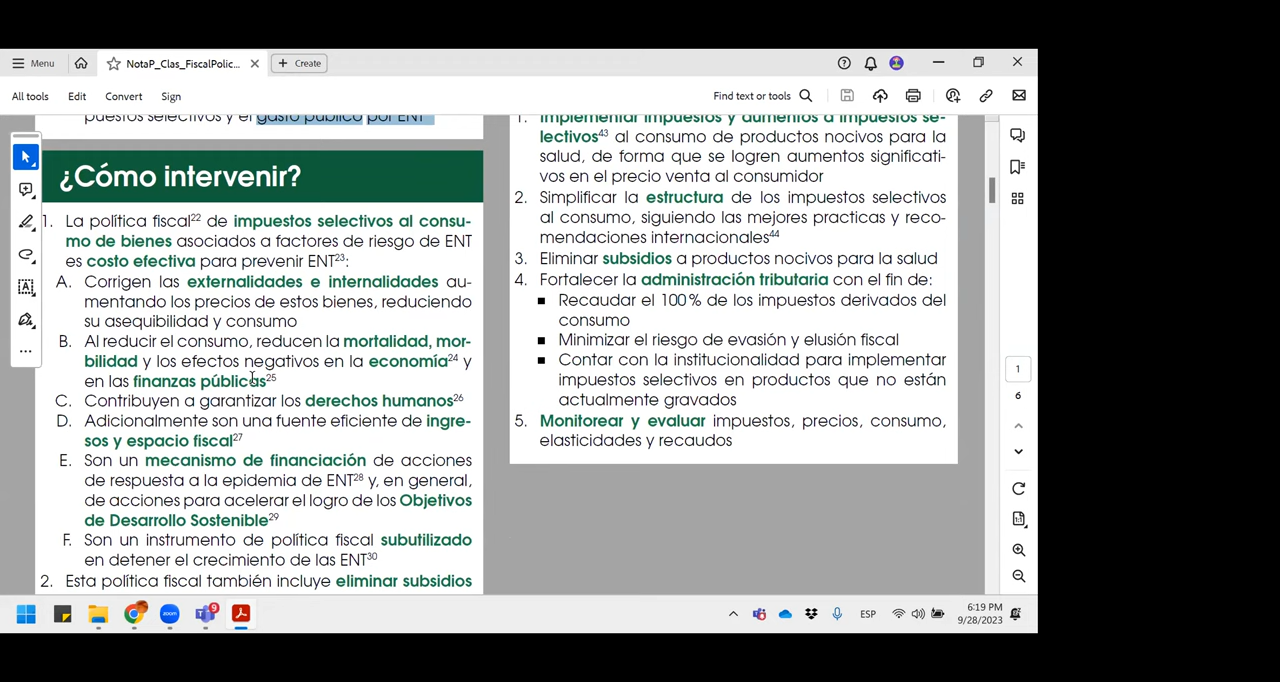 Menu
NotaP_Clas_FiscalPolic...
Create
All tools
Edit
Convert
Sign
Find text or tools
puestos selectivos y el gasto público por ENT
¿Cómo intervenir?
1. La política fiscal22 de impuestos selectivos al consu-
mo de bienes asociados a factores de riesgo de ENT
es costo efectiva para prevenir ENT23:
A. Corrigen las externalidades e internalidades au-
mentando los precios de estos bienes, reduciendo
su asequibilidad y consumo
B. Al reducir el consumo, reducen la mortalidad, mor-
bilidad y los efectos negativos en la economía24 y
en las finanzas públicas25
C. Contribuyen a garantizar los derechos humanos26
D. Adicionalmente son una fuente eficiente de ingre-
sos y espacio fiscal27
E. Son un mecanismo de financiación de acciones
de respuesta a la epidemia de ENT28 y, en general,
de acciones para acelerar el logro de los Objetivos
de Desarrollo Sostenible29
F. Son un instrumento de política fiscal subutilizado
en detener el crecimiento de las ENT30
2. Esta política fiscal también incluye eliminar subsidios
1. Implementar impuestos y aumentos a impuestos se-
lectivos43 al consumo de productos nocivos para la
salud, de forma que se logren aumentos significati-
vos en el precio venta al consumidor
2. Simplificar la estructura de los impuestos selectivos
al consumo, siguiendo las mejores practicas y reco-
mendaciones internacionales44
3. Eliminar subsidios a productos nocivos para la salud
4. Fortalecer la administración tributaria con el fin de:
■ Recaudar el 100% de los impuestos derivados del
consumo
■ Minimizar el riesgo de evasión y elusión fiscal
■ Contar con la institucionalidad para implementar
impuestos selectivos en productos que no están
actualmente gravados
5. Monitorear y evaluar impuestos, precios, consumo,
elasticidades y recaudos
1
6
1:1
zoom
9
ESP
6:19 PM
9/28/2023